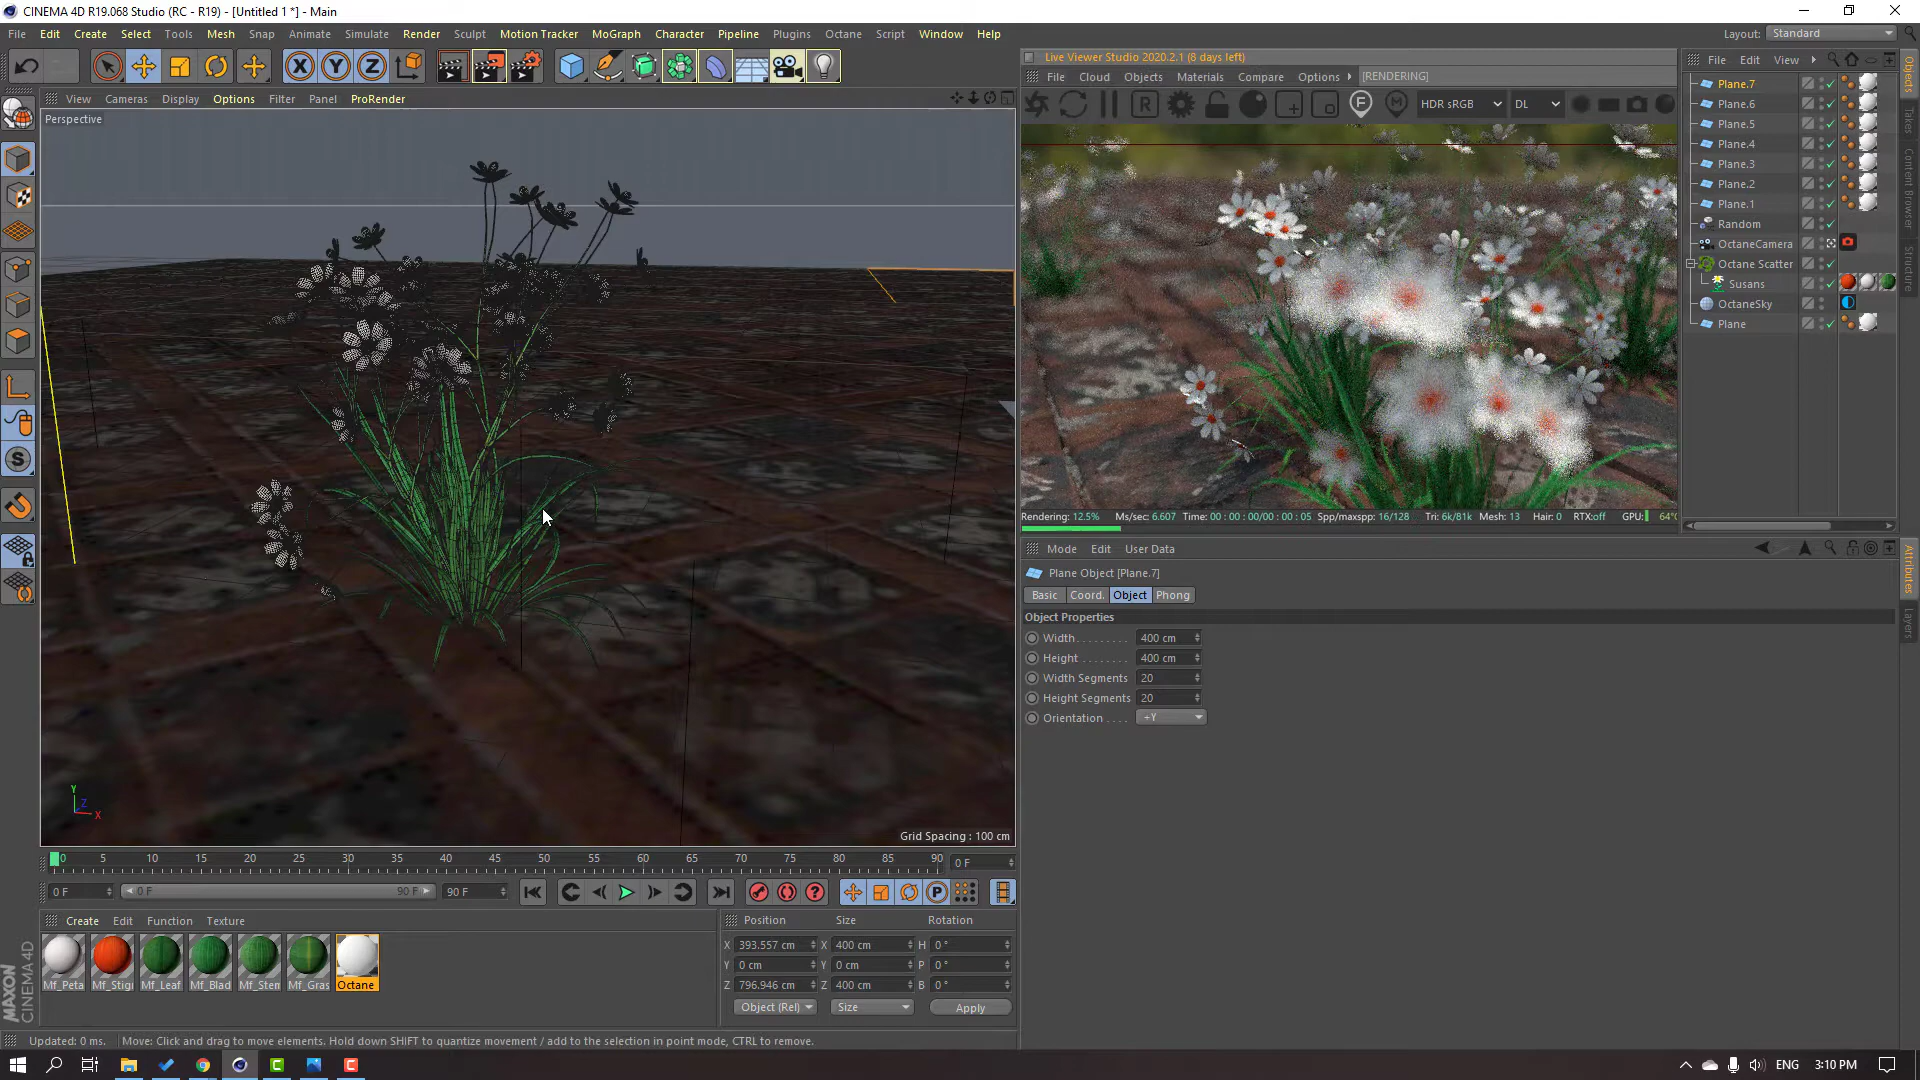 CINEMA 4D R19.068 Studio (RC - R19) - [Untitled 1 *] - Main
File Edit Create Select Tools Mesh Snap Animate Simulate Render Sculpt Motion Tracker MoGraph Character Pipeline Plugins Octane Script Window Help
Layout: Standard
X Y Z
View Cameras Display Options Filter Panel ProRender
Perspective
Live Viewer Studio 2020.2.1 (8 days left)
File Cloud Objects Materials Compare Options [RENDERING]
R F M HDR sRGB DL
Rendering: 12.5% Ms/sec: 6.607 Time: 00 : 00 : 00/00 : 00 : 05 Spp/maxspp: 16/128 Tri: 6k/81k Mesh: 13 Hair: 0 RTX:off GPU: 64°C
File Edit View
Plane.7
Plane.6
Plane.5
Plane.4
Plane.3
Plane.2
Plane.1
Random
OctaneCamera
Octane Scatter
Susans
OctaneSky
Plane
Objects
Takes
Content Browser
Structure
Mode Edit User Data
Plane Object [Plane.7]
Basic Coord. Object Phong
Object Properties
Width 400 cm
Height 400 cm
Width Segments 20
Height Segments 20
Orientation +Y
Attributes
Layers
Y
Z
X
Grid Spacing : 100 cm
0 5 10 15 20 25 30 35 40 45 50 55 60 65 70 75 80 85 90 0 F
0 F 0 F 90 F 90 F
P
Create Edit Function Texture
Mf_Peta Mf_Stigi Mf_Leaf Mf_Blad Mf_Sten Mf_Gras Octane
Position Size Rotation
X 393.557 cm X 400 cm H 0 °
Y 0 cm Y 0 cm P 0 °
Z 796.946 cm Z 400 cm B 0 °
Object (Rel) Size Apply
MAXON
CINEMA 4D
Updated: 0 ms. Move: Click and drag to move elements. Hold down SHIFT to quantize movement / add to the selection in point mode, CTRL to remove.
ENG 3:10 PM